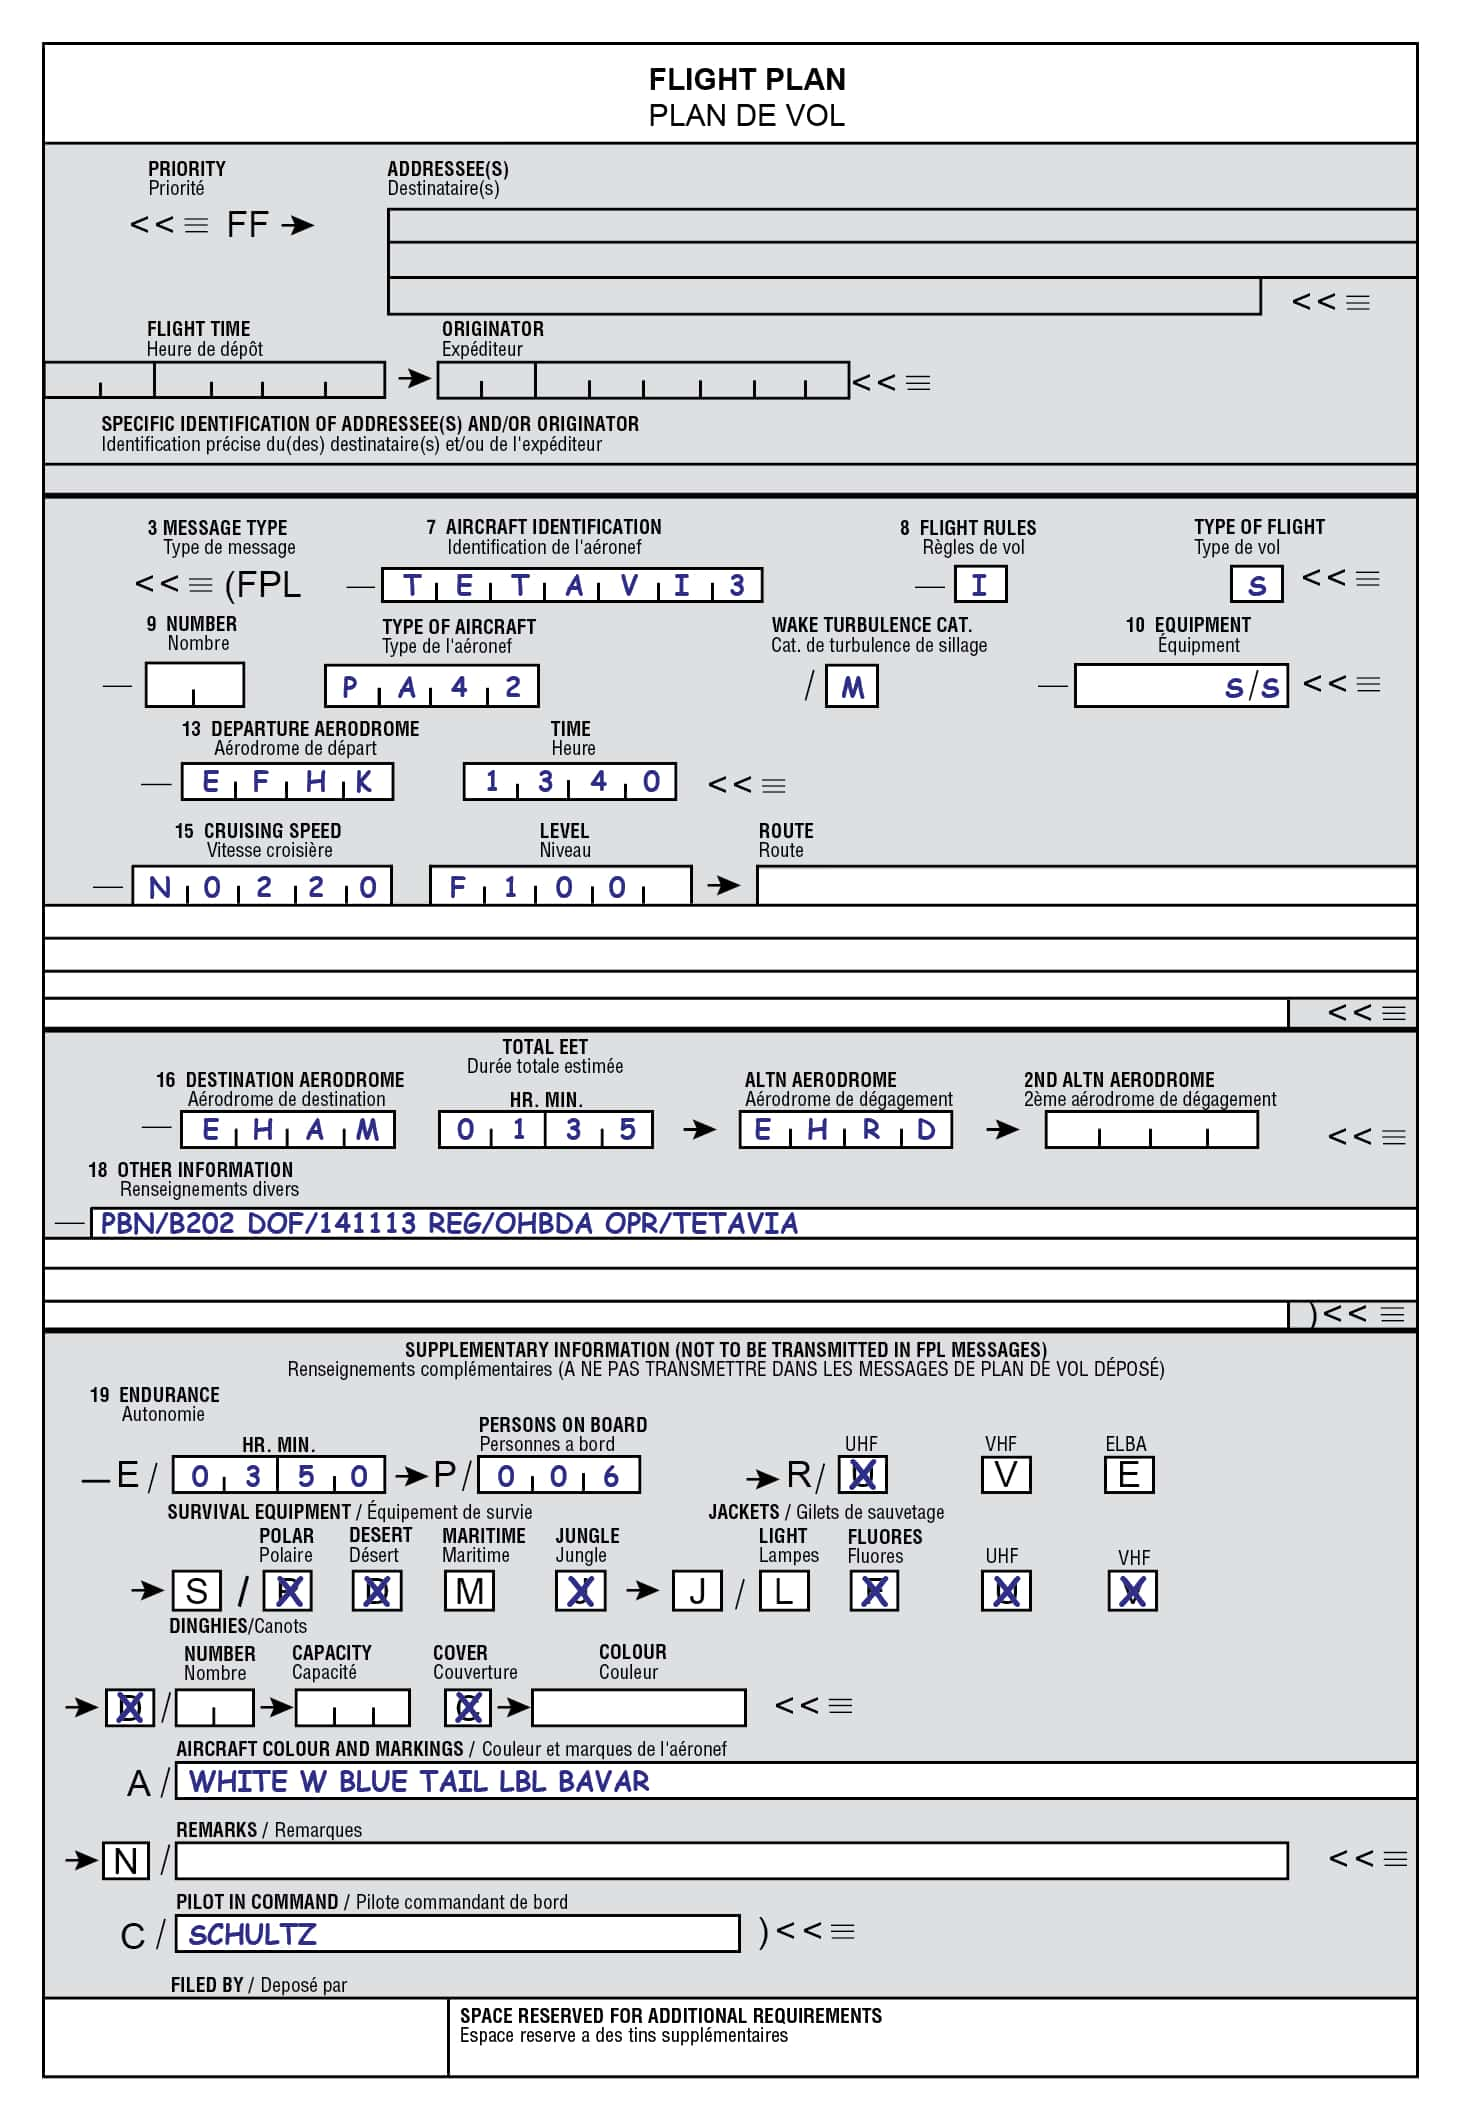 FLIGHT PLAN
PLAN DE VOL
PRIORITY ADDRESSEE(S)
Priorité Destinataire(s)
<<≡ FF ➔
<<≡
FLIGHT TIME ORIGINATOR
Heure de dépôt Expéditeur
➔ <<≡
SPECIFIC IDENTIFICATION OF ADDRESSEE(S) AND/OR ORIGINATOR
Identification précise du(des) destinataire(s) et/ou de l'expéditeur
3 MESSAGE TYPE 7 AIRCRAFT IDENTIFICATION 8 FLIGHT RULES TYPE OF FLIGHT
Type de message Identification de l'aéronef Règles de vol Type de vol
<<≡ (FPL — TETAVI3 — I S <<≡
9 NUMBER TYPE OF AIRCRAFT WAKE TURBULENCE CAT. 10 EQUIPMENT
Nombre Type de l'aéronef Cat. de turbulence de sillage Équipment
— PA42 / M — S/S <<≡
13 DEPARTURE AERODROME TIME
Aérodrome de départ Heure
— EFHK 1340 <<≡
15 CRUISING SPEED LEVEL ROUTE
Vitesse croisière Niveau Route
— N0220 F100 ➔
<<≡
TOTAL EET
Durée totale estimée
16 DESTINATION AERODROME HR. MIN. ALTN AERODROME 2ND ALTN AERODROME
Aérodrome de destination Aérodrome de dégagement 2ème aérodrome de dégagement
— EHAM 0135 ➔ EHRD ➔ <<≡
18 OTHER INFORMATION
Renseignements divers
— PBN/B202 DOF/141113 REG/OHBDA OPR/TETAVIA
)<<≡
SUPPLEMENTARY INFORMATION (NOT TO BE TRANSMITTED IN FPL MESSAGES)
Renseignements complémentaires (A NE PAS TRANSMETTRE DANS LES MESSAGES DE PLAN DE VOL DÉPOSÉ)
19 ENDURANCE
Autonomie
HR. MIN. PERSONS ON BOARD
Personnes a bord UHF VHF ELBA
— E / 0350 ➔ P / 006 ➔ R / U V E
SURVIVAL EQUIPMENT / Équipement de survie JACKETS / Gilets de sauvetage
POLAR DESERT MARITIME JUNGLE LIGHT FLUORES
Polaire Désert Maritime Jungle Lampes Fluores UHF VHF
➔ S / P D M J ➔ J / L F U V
DINGHIES/Canots
NUMBER CAPACITY COVER COLOUR
Nombre Capacité Couverture Couleur
➔ D / ➔ C ➔ <<≡
AIRCRAFT COLOUR AND MARKINGS / Couleur et marques de l'aéronef
A / WHITE W BLUE TAIL LBL BAVAR
REMARKS / Remarques
➔ N / <<≡
PILOT IN COMMAND / Pilote commandant de bord
C / SCHULTZ )<<≡
FILED BY / Deposé par
SPACE RESERVED FOR ADDITIONAL REQUIREMENTS
Espace reserve a des tins supplémentaires